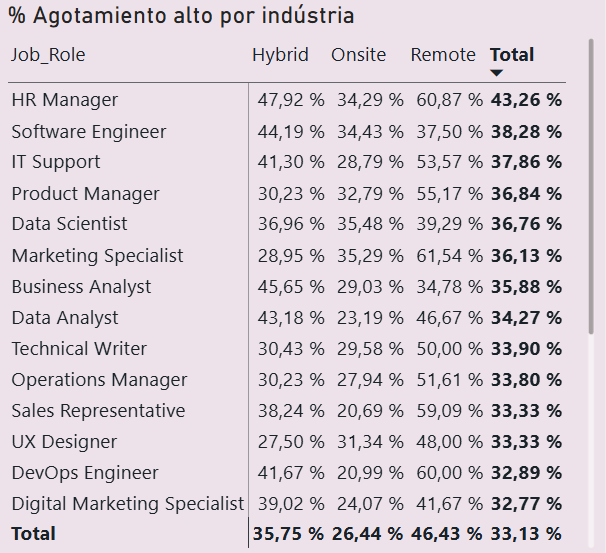 % Agotamiento alto por indústria
Job_Role Hybrid Onsite Remote Total
HR Manager 47,92 % 34,29 % 60,87 % 43,26 %
Software Engineer 44,19 % 34,43 % 37,50 % 38,28 %
IT Support 41,30 % 28,79 % 53,57 % 37,86 %
Product Manager 30,23 % 32,79 % 55,17 % 36,84 %
Data Scientist 36,96 % 35,48 % 39,29 % 36,76 %
Marketing Specialist 28,95 % 35,29 % 61,54 % 36,13 %
Business Analyst 45,65 % 29,03 % 34,78 % 35,88 %
Data Analyst 43,18 % 23,19 % 46,67 % 34,27 %
Technical Writer 30,43 % 29,58 % 50,00 % 33,90 %
Operations Manager 30,23 % 27,94 % 51,61 % 33,80 %
Sales Representative 38,24 % 20,69 % 59,09 % 33,33 %
UX Designer 27,50 % 31,34 % 48,00 % 33,33 %
DevOps Engineer 41,67 % 20,99 % 60,00 % 32,89 %
Digital Marketing Specialist 39,02 % 24,07 % 41,67 % 32,77 %
Total 35,75 % 26,44 % 46,43 % 33,13 %